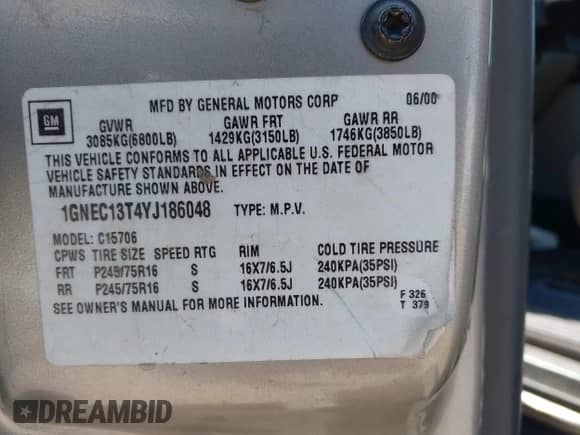 MFD BY GENERAL MOTORS CORP 06/00
GM
GVWR GAWR FRT GAWR RR
3085KG(6800LB) 1429KG(3150LB) 1746KG(3850LB)
THIS VEHICLE CONFORMS TO ALL APPLICABLE U.S. FEDERAL MOTOR
VEHICLE SAFETY STANDARDS IN EFFECT ON THE DATE OF
MANUFACTURE SHOWN ABOVE.
1GNEC13T4YJ186048 TYPE: M.P.V.
MODEL: C15706
CPWS TIRE SIZE SPEED RTG RIM COLD TIRE PRESSURE
FRT P245/75R16 S 16X7/6.5J 240KPA(35PSI)
RR P245/75R16 S 16X7/6.5J 240KPA(35PSI)
SEE OWNER'S MANUAL FOR MORE INFORMATION.
F 326
T 379
DREAMBID